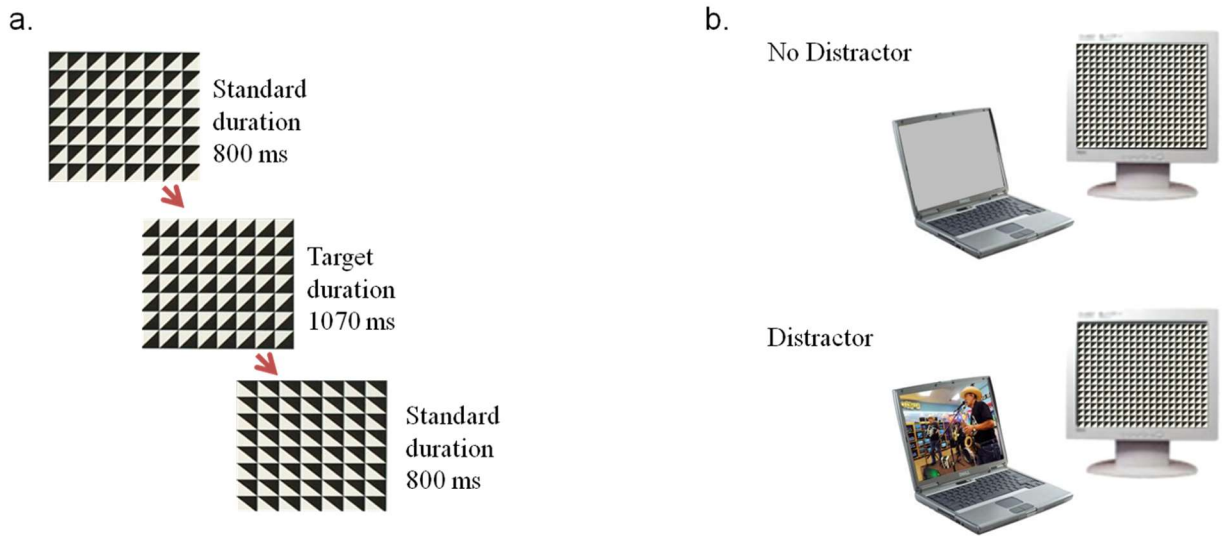 a.
Standard
duration
800 ms
Target
duration
1070 ms
Standard
duration
800 ms
b.
No Distractor
Distractor